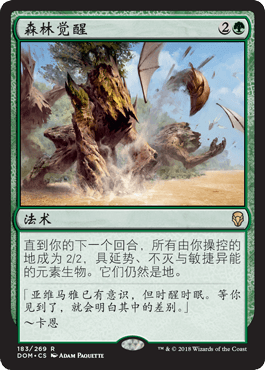 森林觉醒 2
法术
直到你的下一个回合，所有由你操控的
地成为2/2，具延势、不灭与敏捷异能
的元素生物。它们仍然是地。
「亚维马雅已有意识，但时醒时眠。等你
见到了，就会明白其中的差别。」
～卡恩
183/269 R
DOM • CS Adam Paquette
™ & © 2018 Wizards of the Coast